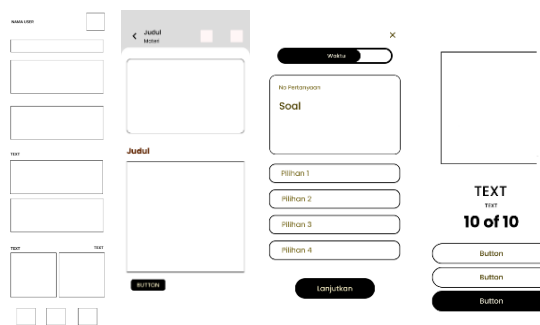 NAMA USER
TEXT
TEXT
TEXT
Judul
Materi
Judul
BUTTON
Waktu
No Pertanyaan
Soal
Pilihan 1
Pilihan 2
Pilihan 3
Pilihan 4
Lanjutkan
TEXT
TEXT
10 of 10
Button
Button
Button